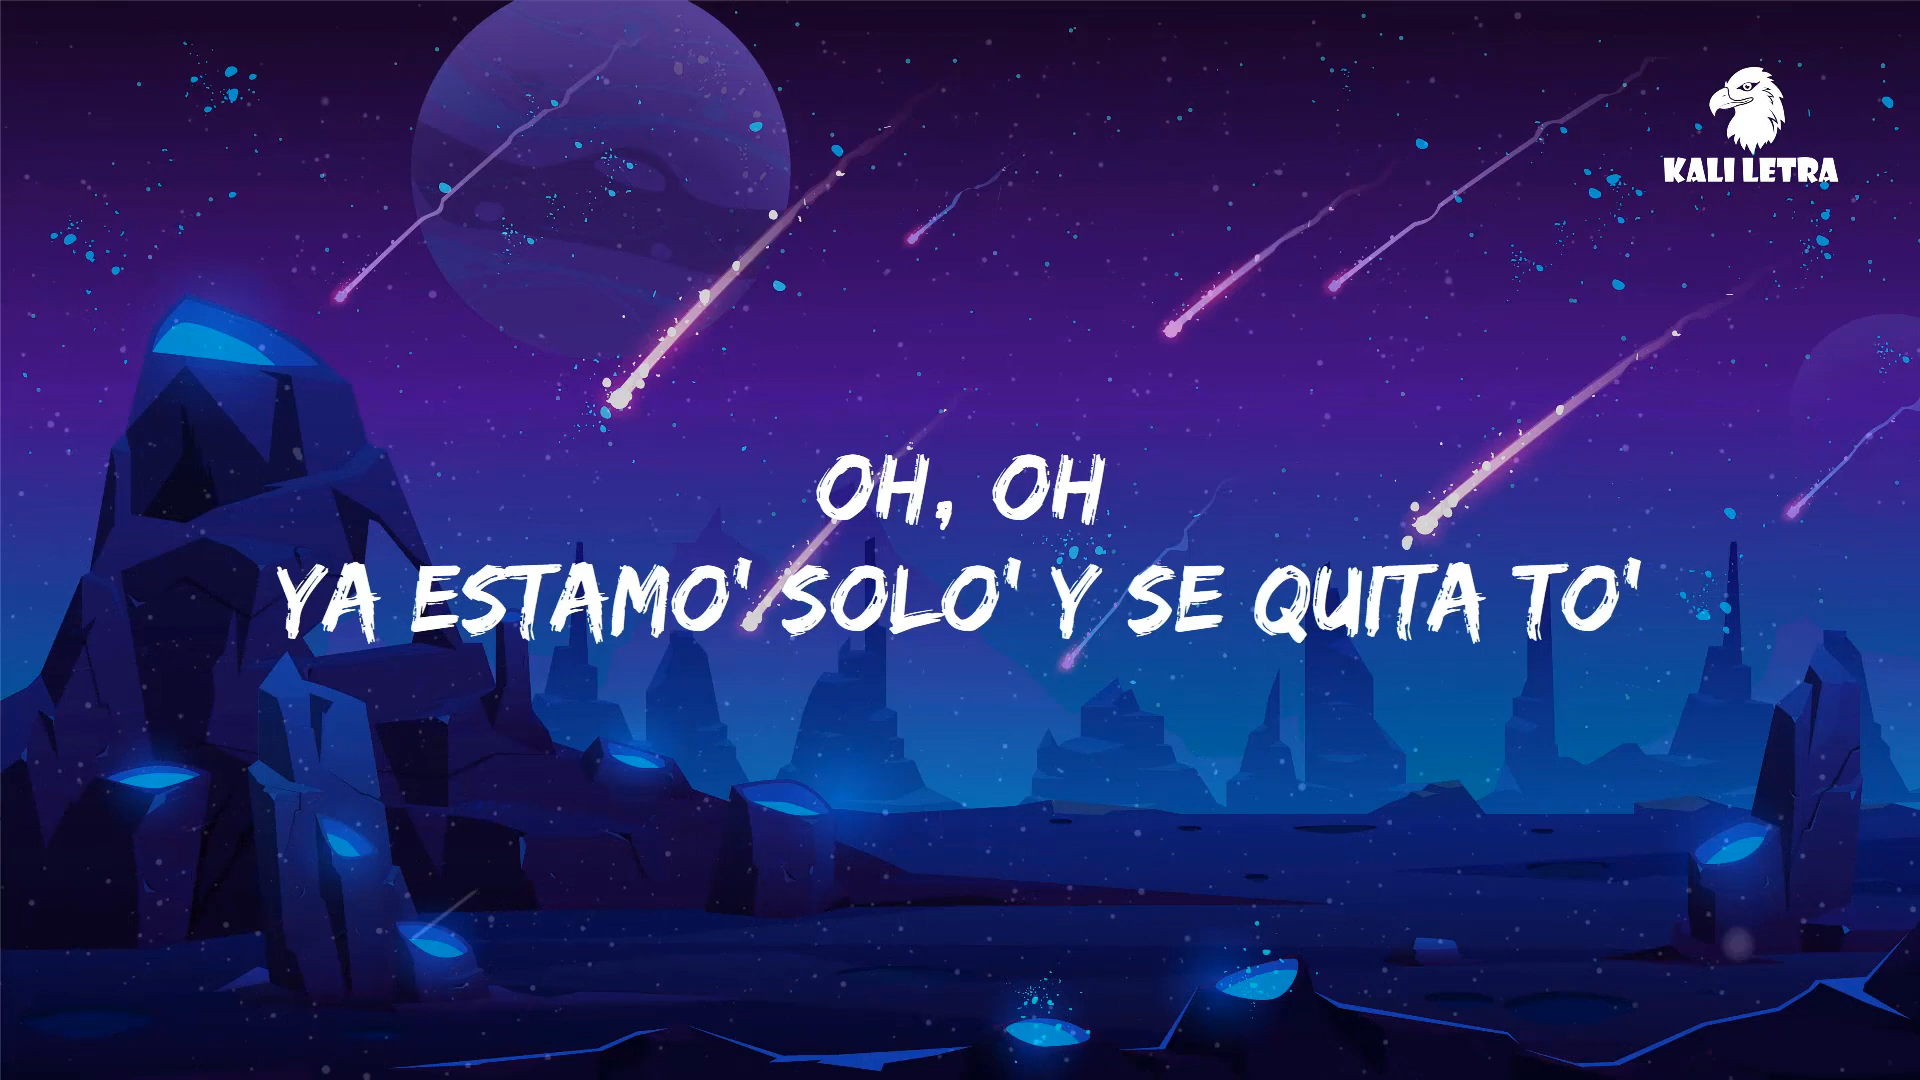 KALI LETRA
OH, OH
YA ESTAMO' SOLO' Y SE QUITA TO'